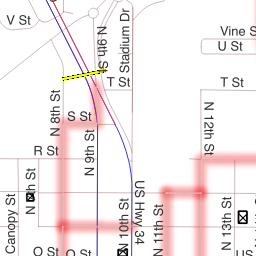 V St
N 9th St
Stadium Dr
Vine S
U St
T St
T St
N 8th St
S St
N 12th St
R St
N 9th St
US Hwy 34
N 10th St
N 11th St
N 13th St
Canopy St
Q St
Q St
Q St
US